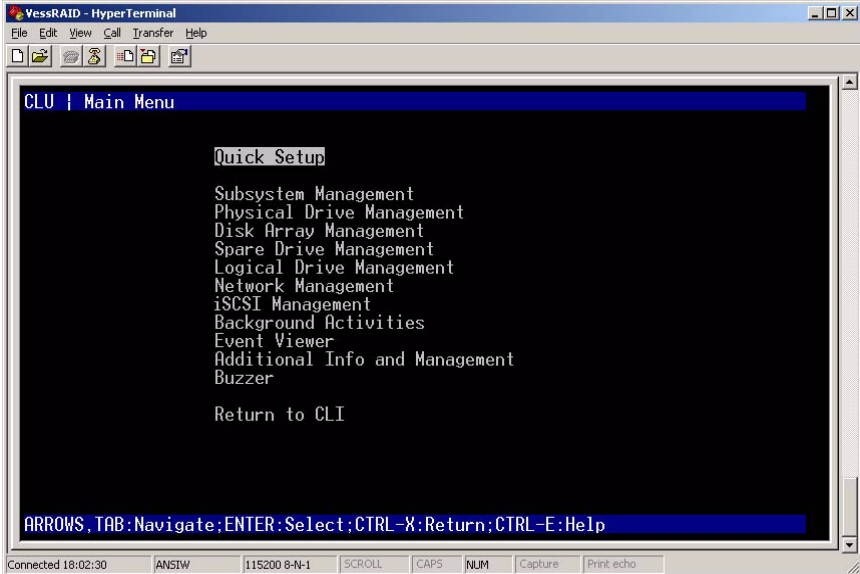 VessRAID - HyperTerminal
File Edit View Call Transfer Help
CLU | Main Menu
Quick Setup
Subsystem Management
Physical Drive Management
Disk Array Management
Spare Drive Management
Logical Drive Management
Network Management
iSCSI Management
Background Activities
Event Viewer
Additional Info and Management
Buzzer
Return to CLI
ARROWS,TAB:Navigate;ENTER:Select;CTRL-X:Return;CTRL-E:Help
Connected 18:02:30 ANSIW 115200 8-N-1 SCROLL CAPS NUM Capture Print echo